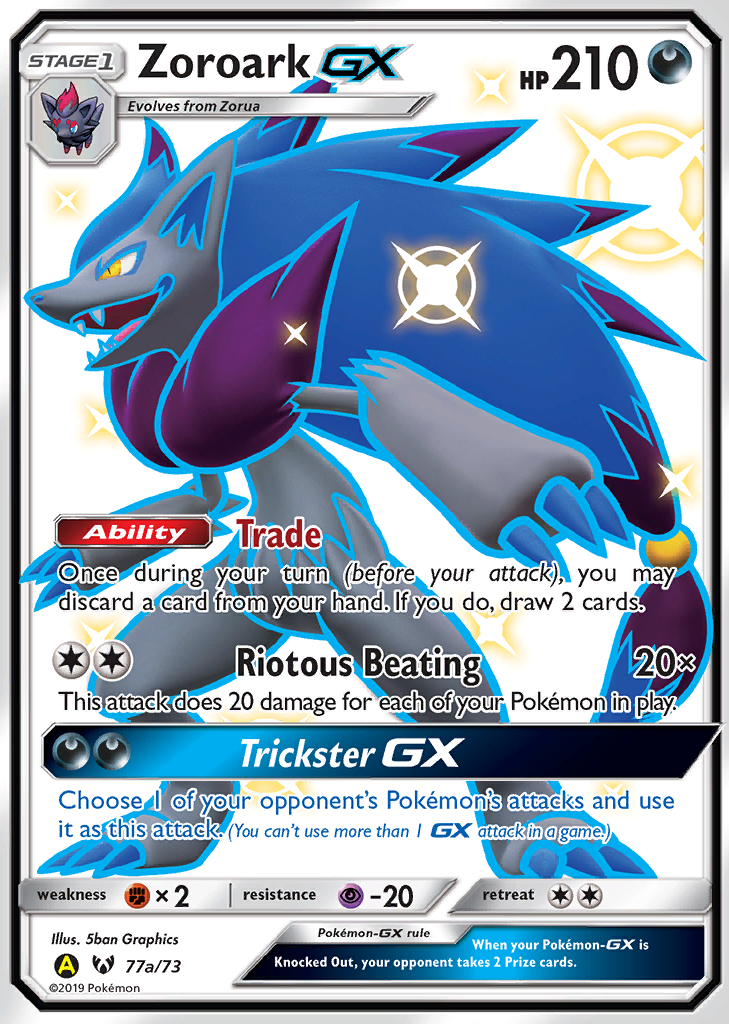 STAGE1 Zoroark GX HP210
Evolves from Zorua
Ability Trade
Once during your turn (before your attack), you may
discard a card from your hand. If you do, draw 2 cards.
Riotous Beating 20×
This attack does 20 damage for each of your Pokémon in play.
Trickster GX
Choose 1 of your opponent's Pokémon's attacks and use
it as this attack. (You can't use more than 1 GX attack in a game.)
weakness ×2 resistance -20 retreat
Illus. 5ban Graphics
Pokémon-GX rule
When your Pokémon-GX is
Knocked Out, your opponent takes 2 Prize cards.
A 77a/73
©2019 Pokémon